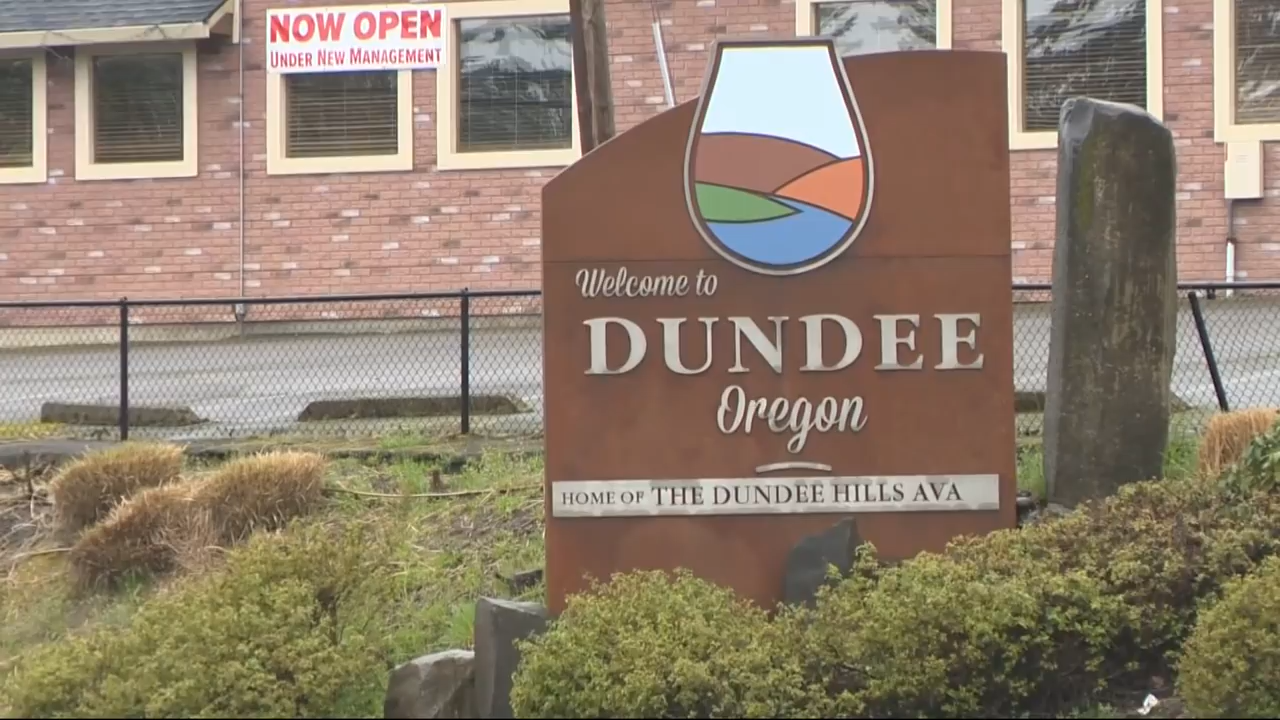 NOW OPEN
UNDER NEW MANAGEMENT
Welcome to
DUNDEE
Oregon
HOME OF THE DUNDEE HILLS AVA